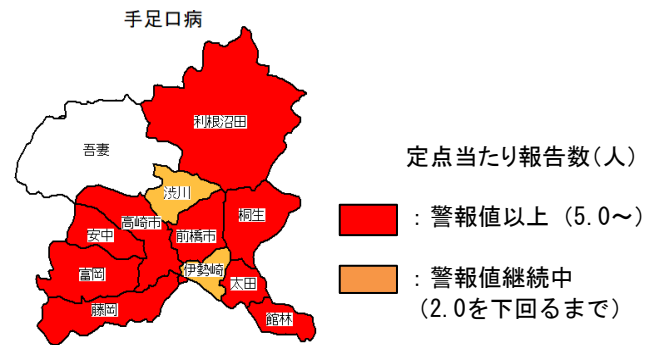 手足口病
利根沼田
吾妻
渋川
高崎市
桐生
安中
前橋市
富岡
伊勢崎
太田
藤岡
館林
定点当たり報告数(人)
：警報値以上 (5.0～)
：警報値継続中
(2.0を下回るまで)